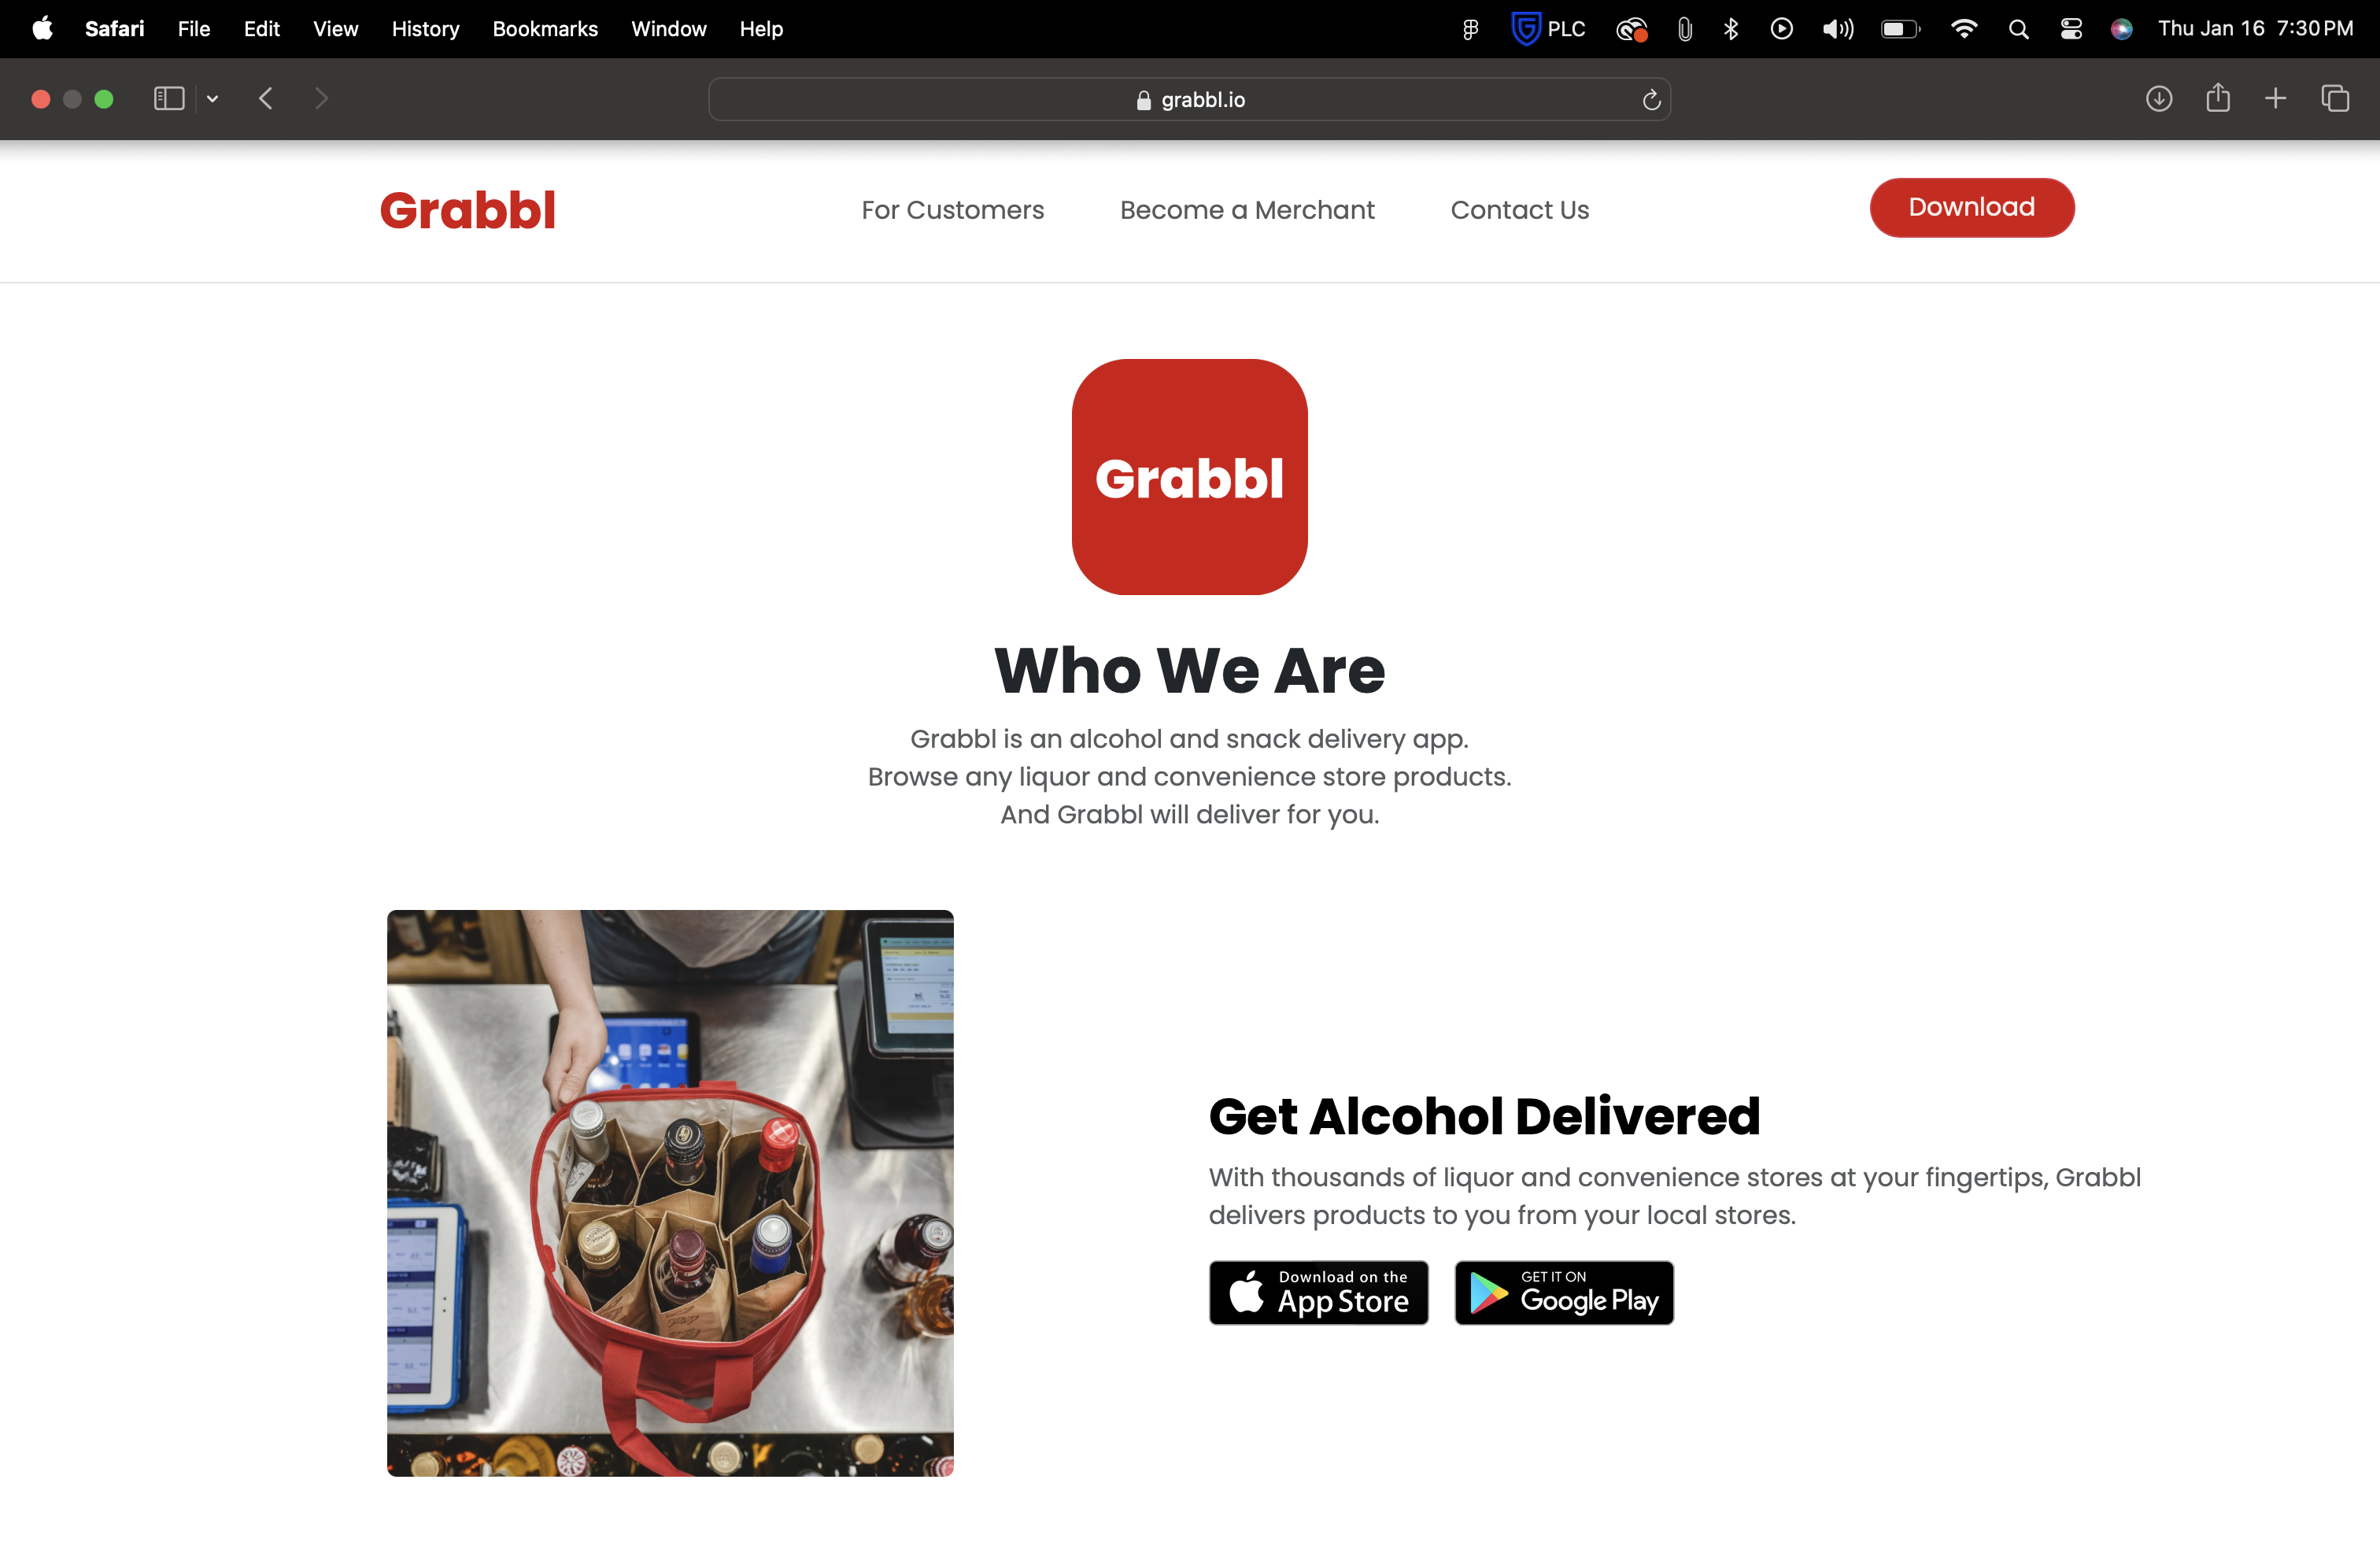 Safari File Edit View History Bookmarks Window Help PLC Thu Jan 16 7:30 PM
grabbl.io
Grabbl For Customers Become a Merchant Contact Us Download
Grabbl
Who We Are
Grabbl is an alcohol and snack delivery app.
Browse any liquor and convenience store products.
And Grabbl will deliver for you.
Get Alcohol Delivered
With thousands of liquor and convenience stores at your fingertips, Grabbl
delivers products to you from your local stores.
Download on the
App Store
GET IT ON
Google Play